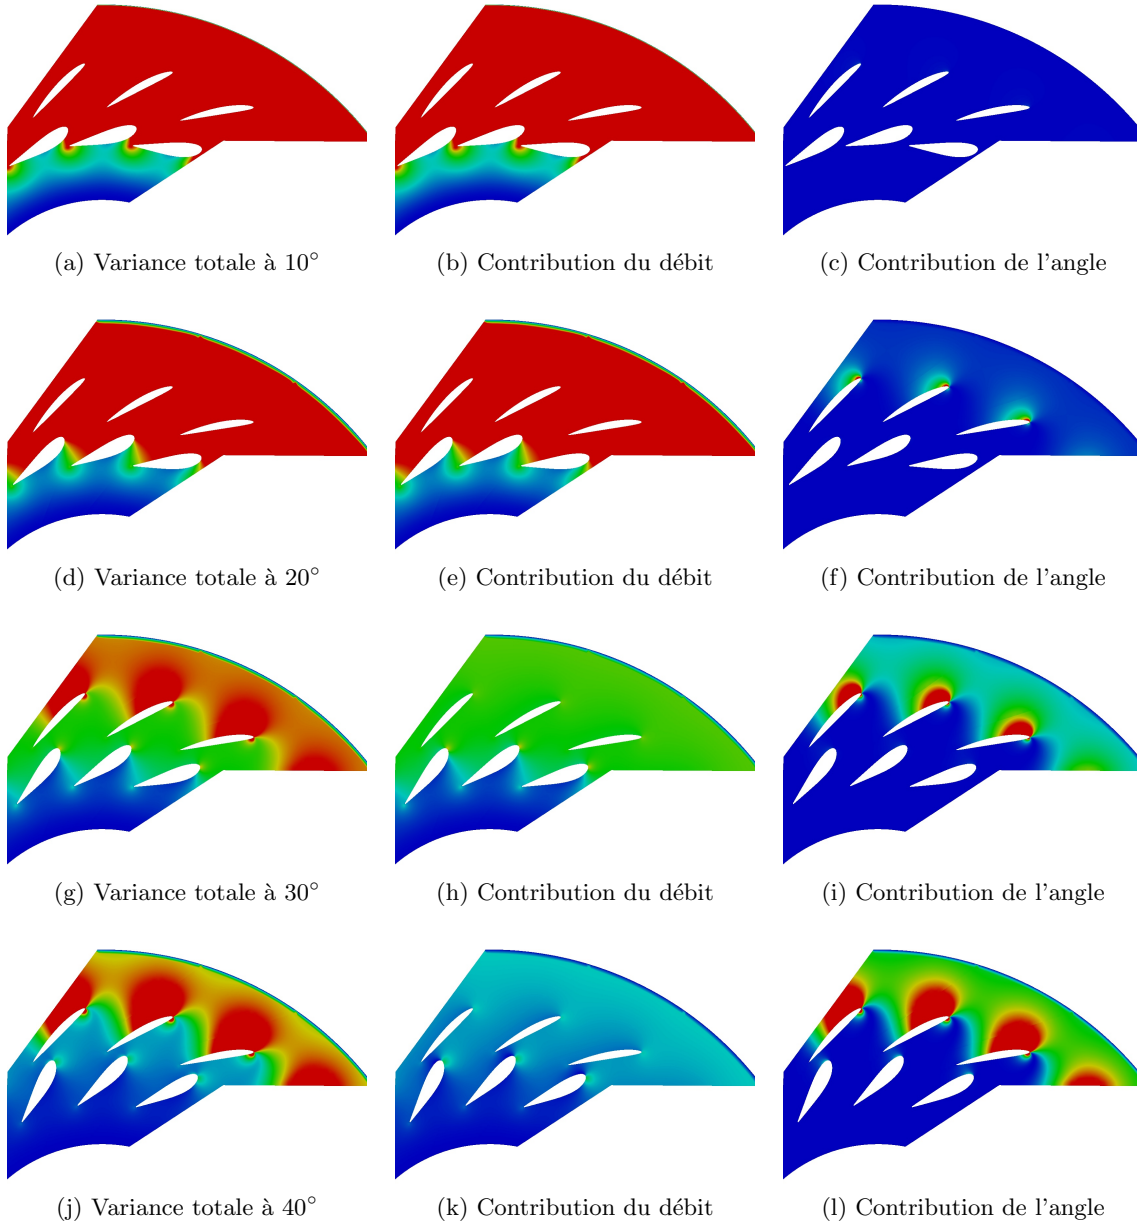 (a) Variance totale à 10°
(b) Contribution du débit
(c) Contribution de l'angle
(d) Variance totale à 20°
(e) Contribution du débit
(f) Contribution de l'angle
(g) Variance totale à 30°
(h) Contribution du débit
(i) Contribution de l'angle
(j) Variance totale à 40°
(k) Contribution du débit
(l) Contribution de l'angle